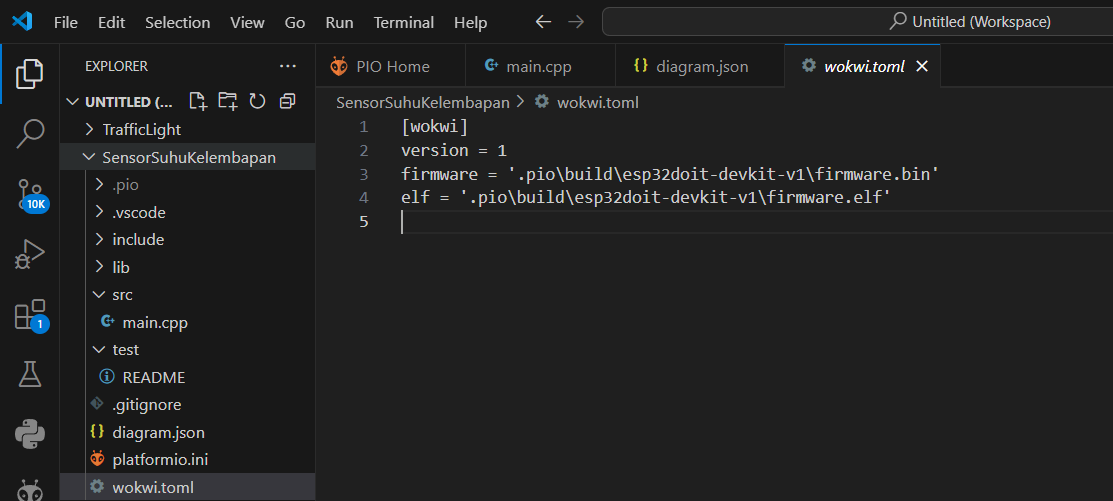 File Edit Selection View Go Run Terminal Help
Untitled (Workspace)
EXPLORER
PIO Home
main.cpp
diagram.json
wokwi.toml
UNTITLED (...
TrafficLight
SensorSuhuKelembapan
.pio
.vscode
include
lib
src
main.cpp
test
README
.gitignore
diagram.json
platformio.ini
wokwi.toml
10K
1
SensorSuhuKelembapan > wokwi.toml
1 [wokwi]
2 version = 1
3 firmware = '.pio\build\esp32doit-devkit-v1\firmware.bin'
4 elf = '.pio\build\esp32doit-devkit-v1\firmware.elf'
5